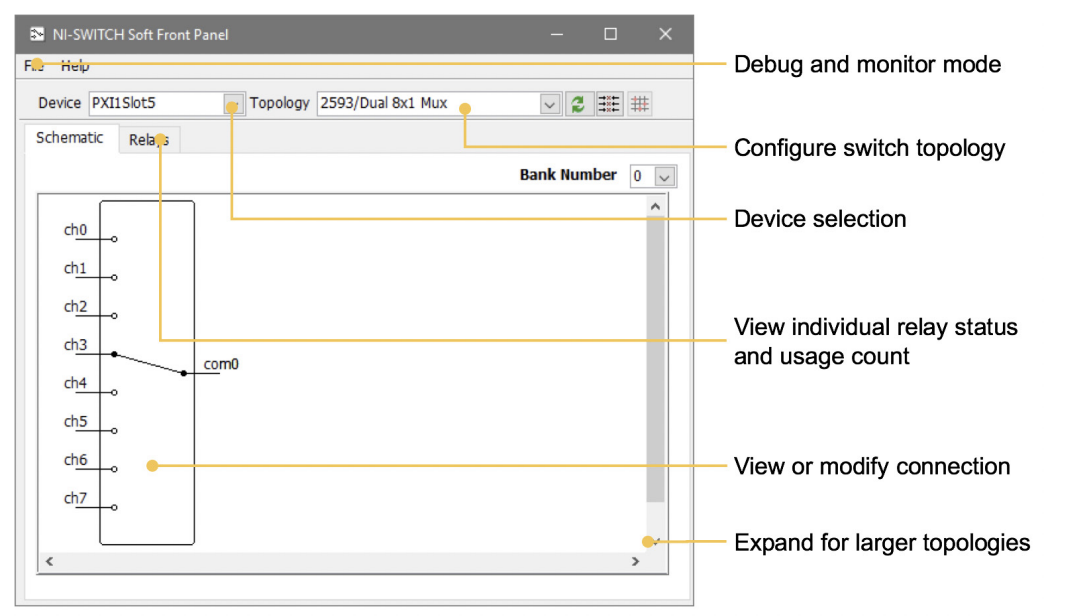 NI-SWITCH Soft Front Panel
File Help
Debug and monitor mode
Device PXI1Slot5 Topology 2593/Dual 8x1 Mux
Schematic Relays
Configure switch topology
Bank Number 0
Device selection
ch0
ch1
ch2
ch3
com0
View individual relay status
and usage count
ch4
ch5
ch6
View or modify connection
ch7
Expand for larger topologies